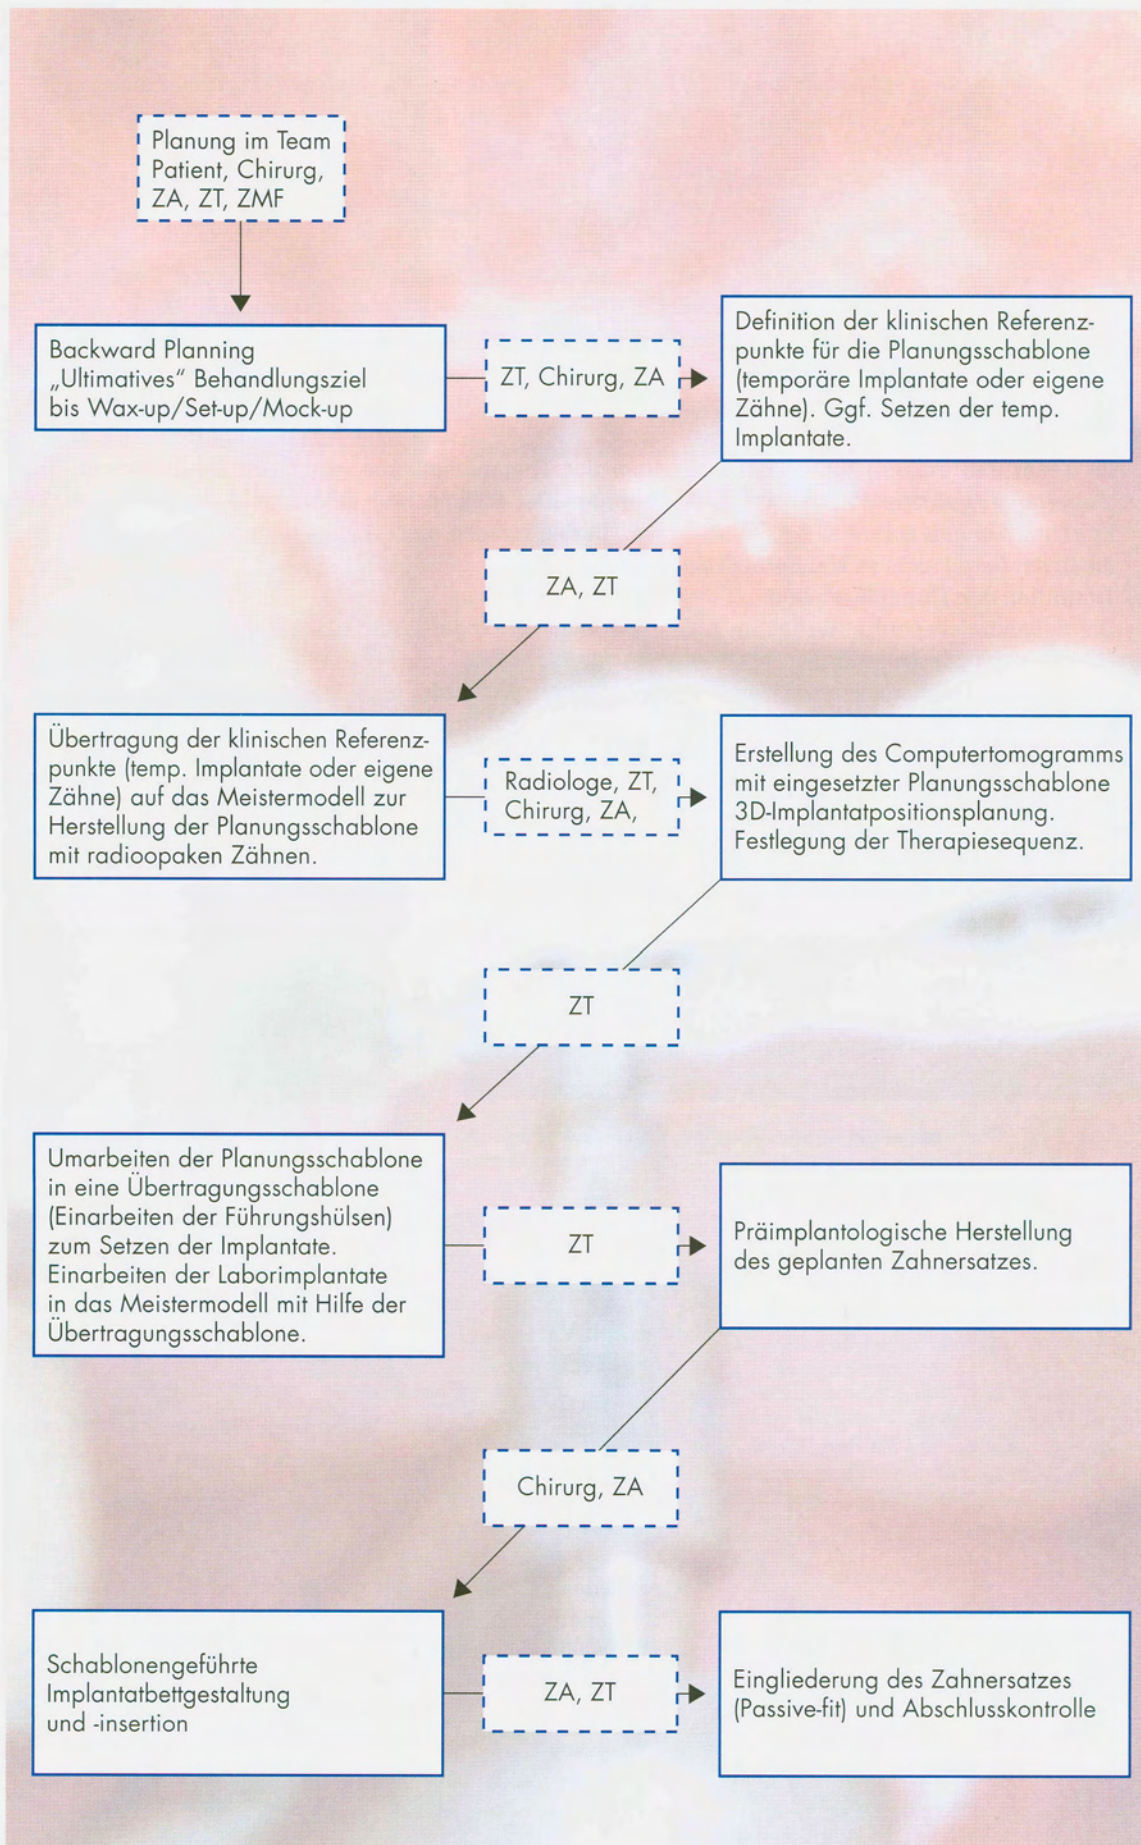 Planung im Team
Patient, Chirurg,
ZA, ZT, ZMF
Backward Planning
„Ultimatives“ Behandlungsziel
bis Wax-up/Set-up/Mock-up
ZT, Chirurg, ZA
Definition der klinischen Referenz-
punkte für die Planungsschablone
(temporäre Implantate oder eigene
Zähne). Ggf. Setzen der temp.
Implantate.
ZA, ZT
Übertragung der klinischen Referenz-
punkte (temp. Implantate oder eigene
Zähne) auf das Meistermodell zur
Herstellung der Planungsschablone
mit radioopaken Zähnen.
Radiologe, ZT,
Chirurg, ZA,
Erstellung des Computertomogramms
mit eingesetzter Planungsschablone
3D-Implantatpositionsplanung.
Festlegung der Therapiesequenz.
ZT
Umarbeiten der Planungsschablone
in eine Übertragungsschablone
(Einarbeiten der Führungshülsen)
zum Setzen der Implantate.
Einarbeiten der Laborimplantate
in das Meistermodell mit Hilfe der
Übertragungsschablone.
ZT
Präimplantologische Herstellung
des geplanten Zahnersatzes.
Chirurg, ZA
Schablonengeführte
Implantatbettgestaltung
und -insertion
ZA, ZT
Eingliederung des Zahnersatzes
(Passive-fit) und Abschlusskontrolle